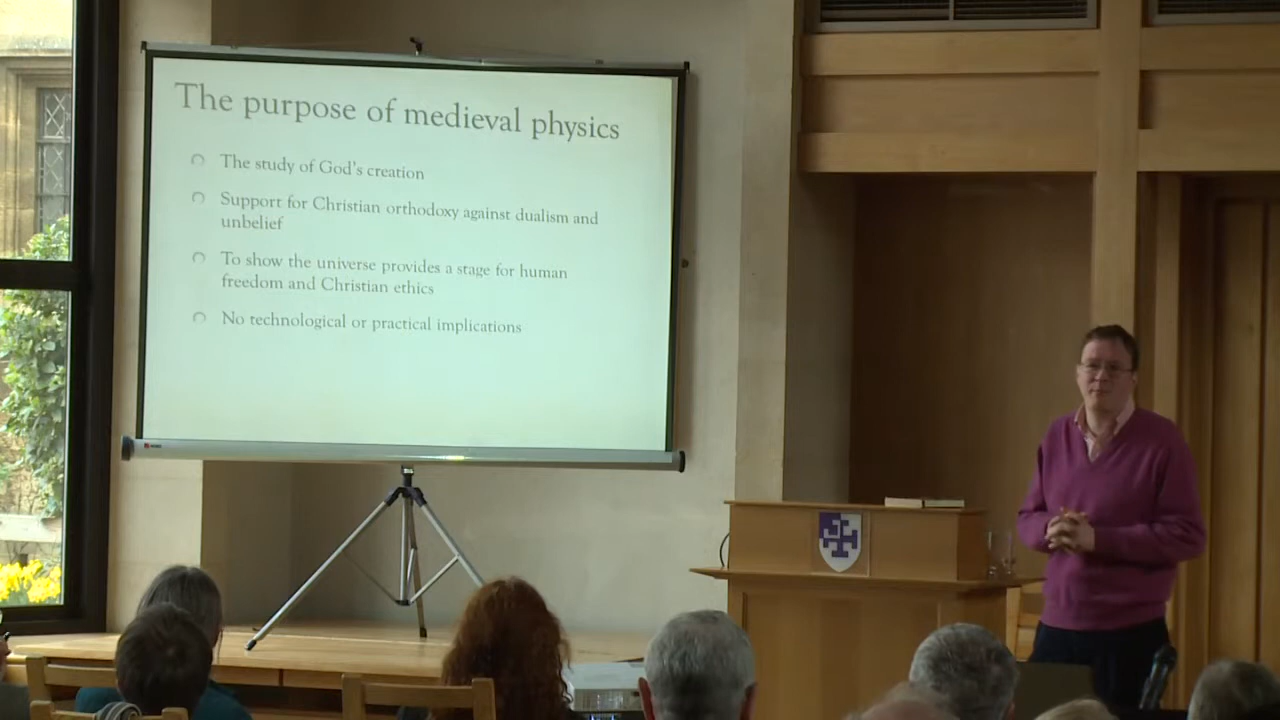 The purpose of medieval physics
The study of God's creation
Support for Christian orthodoxy against dualism and
unbelief
To show the universe provides a stage for human
freedom and Christian ethics
No technological or practical implications